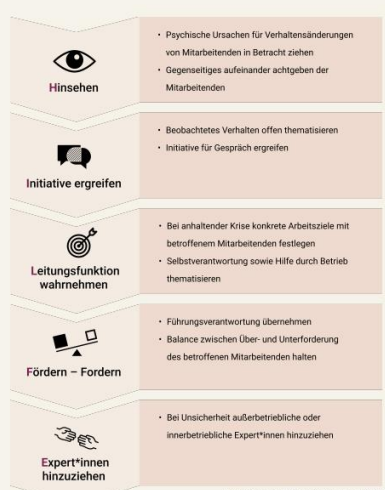 Hinsehen
• Psychische Ursachen für Verhaltensänderungen
von Mitarbeitenden in Betracht ziehen
• Gegenseitiges aufeinander achtgeben der
Mitarbeitenden
Initiative ergreifen
• Beobachtetes Verhalten offen thematisieren
• Initiative für Gespräch ergreifen
Leitungsfunktion
wahrnehmen
• Bei anhaltender Krise konkrete Arbeitsziele mit
betroffenem Mitarbeitenden festlegen
• Selbstverantwortung sowie Hilfe durch Betrieb
thematisieren
Fördern – Fordern
• Führungsverantwortung übernehmen
• Balance zwischen Über- und Unterforderung
des betroffenen Mitarbeitenden halten
Expert*innen
hinzuziehen
• Bei Unsicherheit außerbetriebliche oder
innerbetriebliche Expert*innen hinzuziehen